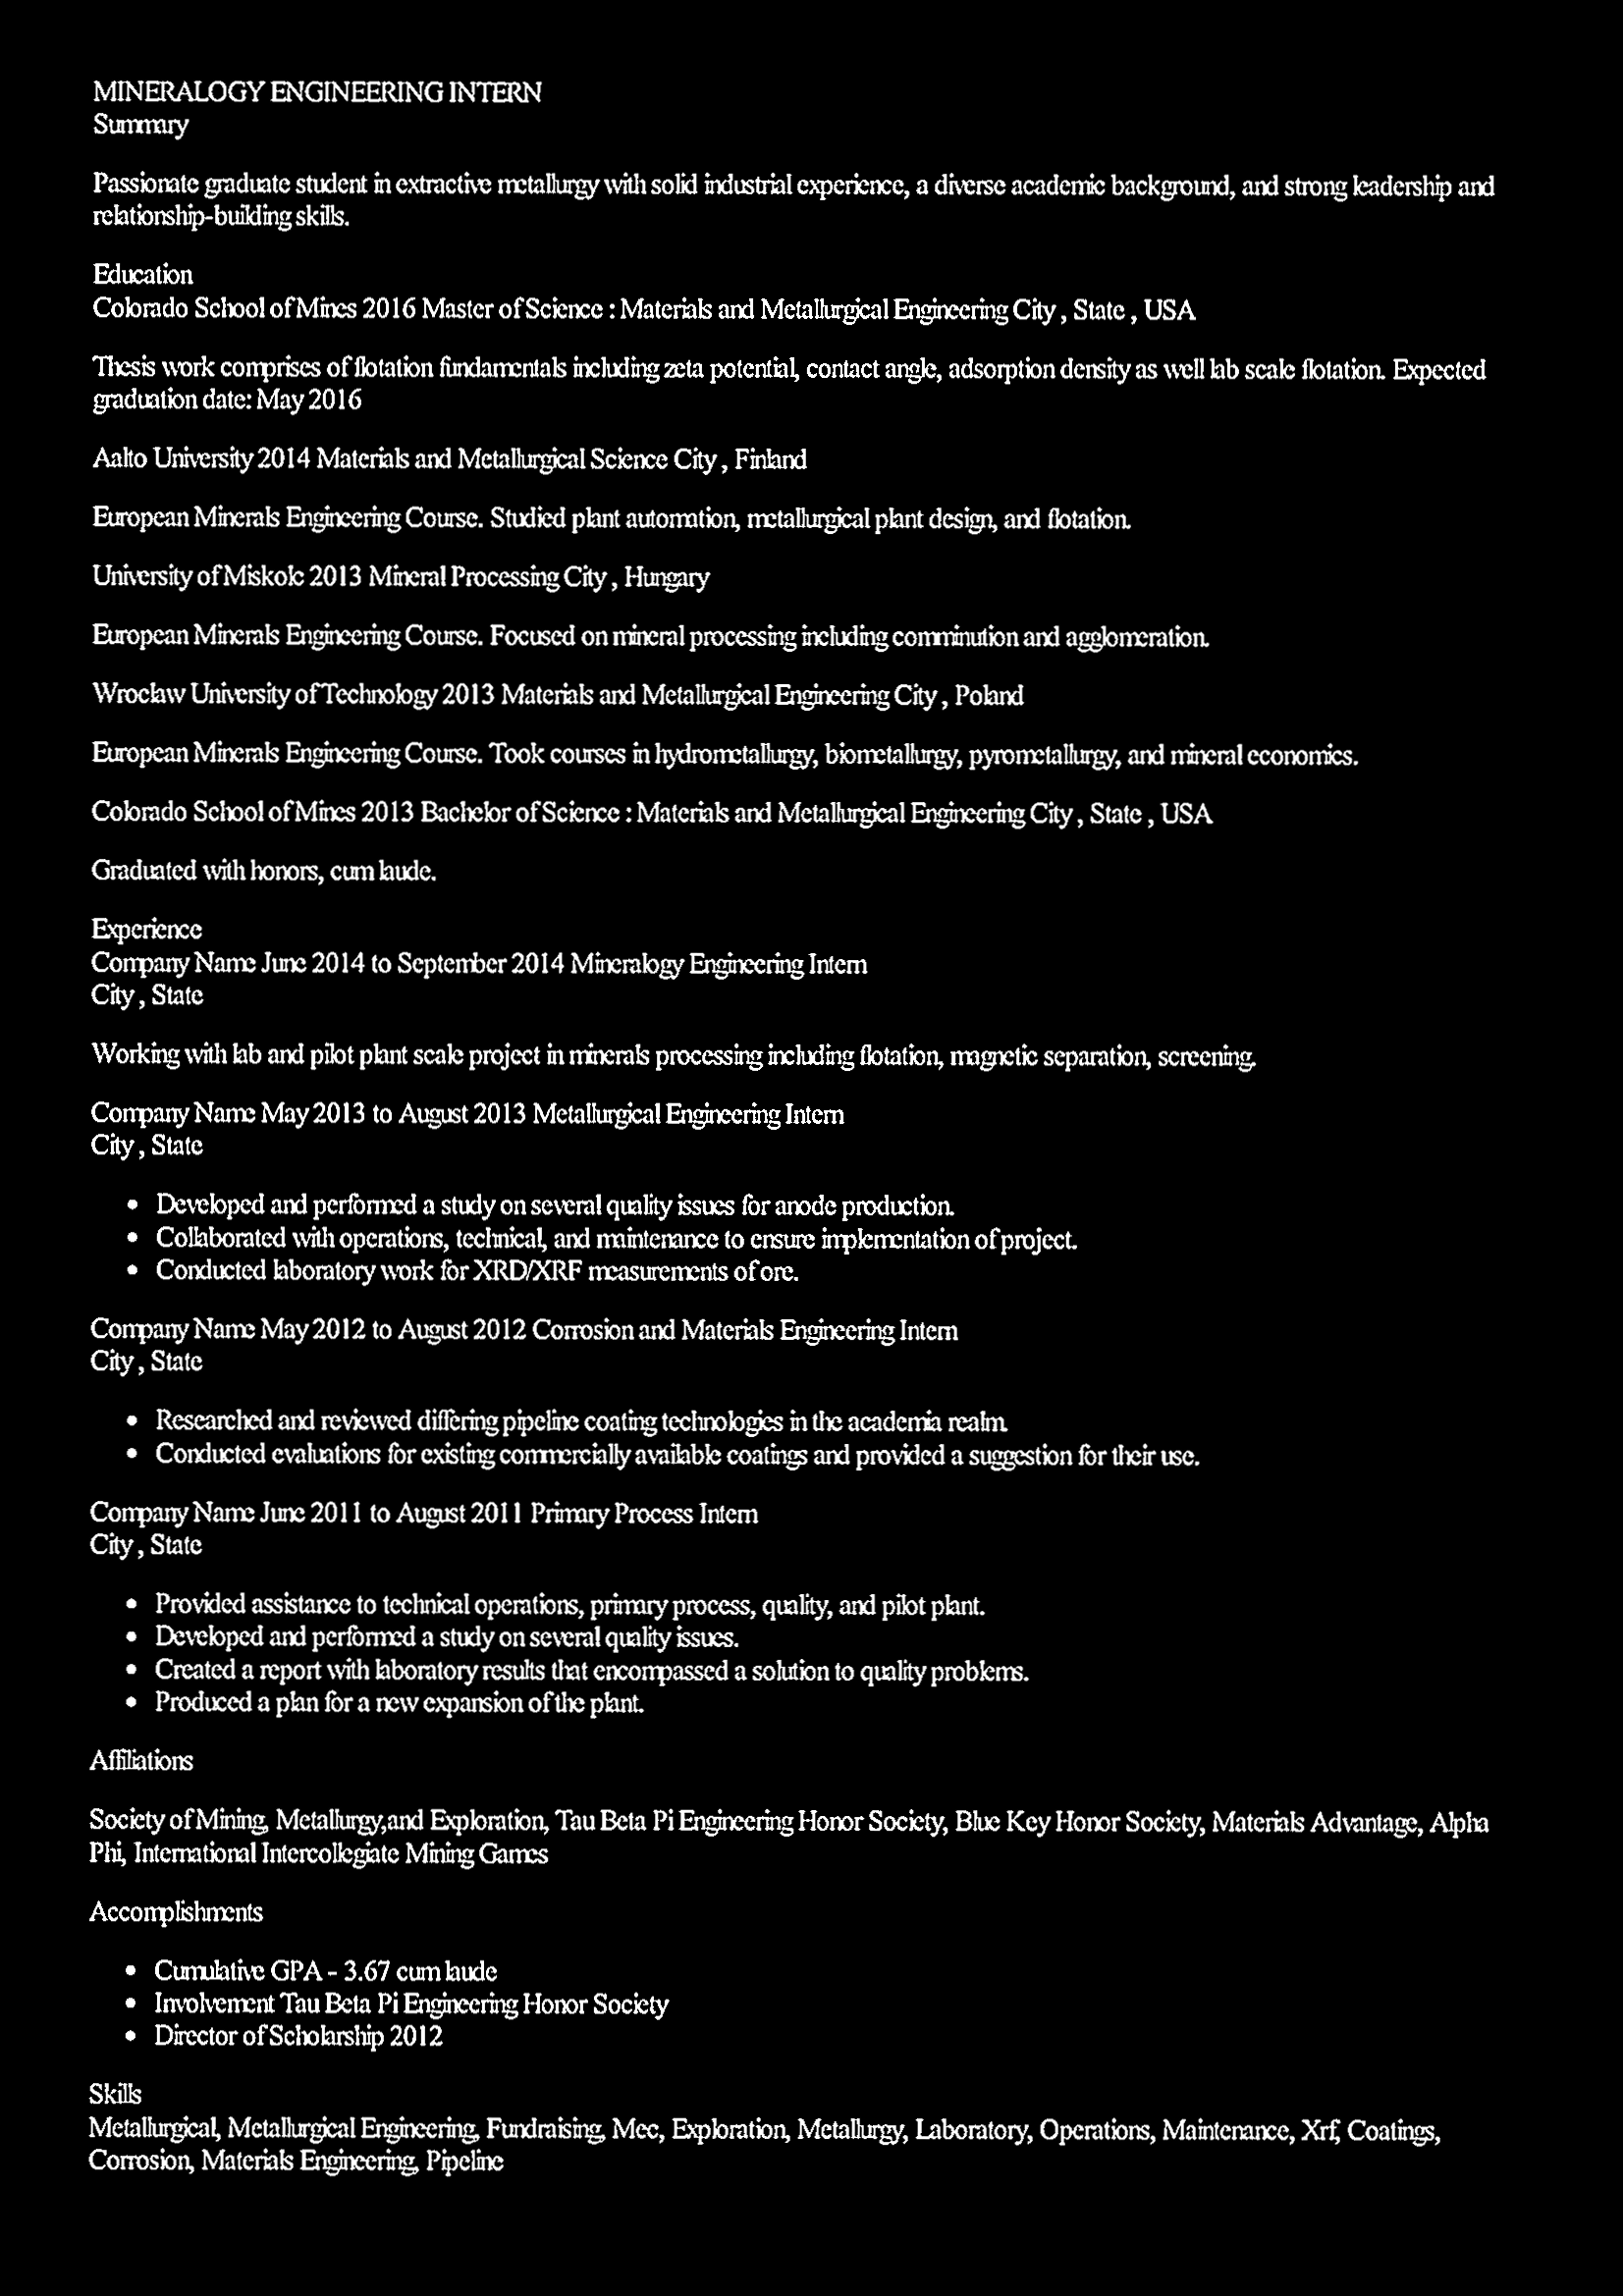 MINERALOGY ENGINEERING INTERN
Summary
Passionate graduate student in extractive metallurgy with solid industrial experience, a diverse academic background, and strong leadership and
relationship-building skills.
Education
Colorado School of Mines 2016 Master of Science : Materials and Metallurgical Engineering City , State , USA
Thesis work comprises of flotation fundamentals including zeta potential, contact angle, adsorption density as well lab scale flotation. Expected
graduation date: May 2016
Aalto University 2014 Materials and Metallurgical Science City , Finland
European Minerals Engineering Course. Studied plant automation, metallurgical plant design, and flotation.
University of Miskolc 2013 Mineral Processing City , Hungary
European Minerals Engineering Course. Focused on mineral processing including comminution and agglomeration.
Wroclaw University of Technology 2013 Materials and Metallurgical Engineering City , Poland
European Minerals Engineering Course. Took courses in hydrometallurgy, biometallurgy, pyrometallurgy, and mineral economics.
Colorado School of Mines 2013 Bachelor of Science : Materials and Metallurgical Engineering City , State , USA
Graduated with honors, cum laude.
Experience
Company Name June 2014 to September 2014 Mineralogy Engineering Intern
City , State
Working with lab and pilot plant scale project in minerals processing including flotation, magnetic separation, screening.
Company Name May 2013 to August 2013 Metallurgical Engineering Intern
City , State
• Developed and performed a study on several quality issues for anode production.
• Collaborated with operations, technical, and maintenance to ensure implementation of project.
• Conducted laboratory work for XRD/XRF measurements of ore.
Company Name May 2012 to August 2012 Corrosion and Materials Engineering Intern
City , State
• Researched and reviewed differing pipeline coating technologies in the academia realm.
• Conducted evaluations for existing commercially available coatings and provided a suggestion for their use.
Company Name June 2011 to August 2011 Primary Process Intern
City , State
• Provided assistance to technical operations, primary process, quality, and pilot plant.
• Developed and performed a study on several quality issues.
• Created a report with laboratory results that encompassed a solution to quality problems.
• Produced a plan for a new expansion of the plant.
Affiliations
Society of Mining, Metallurgy,and Exploration, Tau Beta Pi Engineering Honor Society, Blue Key Honor Society, Materials Advantage, Alpha
Phi, International Intercollegiate Mining Games
Accomplishments
• Cumulative GPA - 3.67 cum laude
• Involvement Tau Beta Pi Engineering Honor Society
• Director of Scholarship 2012
Skills
Metallurgical, Metallurgical Engineering, Fundraising, Mec, Exploration, Metallurgy, Laboratory, Operations, Maintenance, Xrf, Coatings,
Corrosion, Materials Engineering, Pipeline